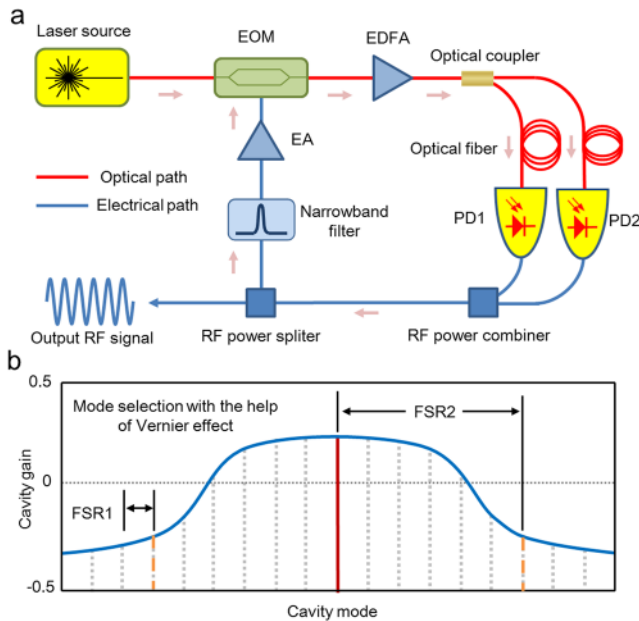 a
Laser source
EOM
EDFA
Optical coupler
EA
Optical fiber
Optical path
Electrical path
Narrowband
filter
PD1
PD2
Output RF signal
RF power spliter
RF power combiner
b
0.5
Mode selection with the help
of Vernier effect
FSR2
Cavity gain
0
FSR1
-0.5
Cavity mode